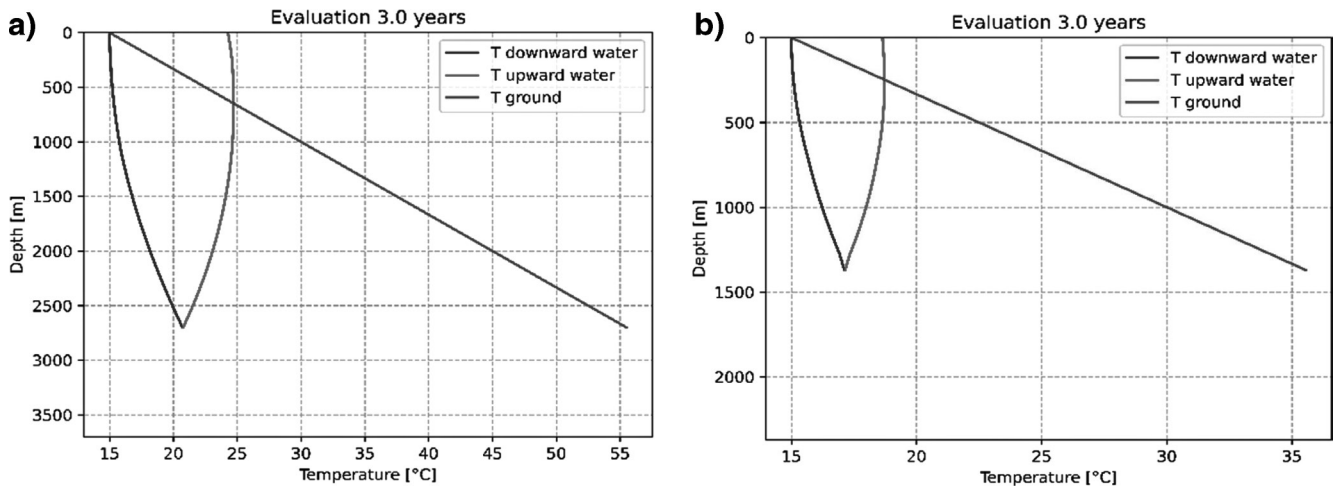 a)
Evaluation 3.0 years
T downward water
T upward water
T ground
0
500
1000
1500
2000
2500
3000
3500
Depth [m]
15 20 25 30 35 40 45 50 55
Temperature [°C]
b)
Evaluation 3.0 years
T downward water
T upward water
T ground
0
500
1000
1500
2000
Depth [m]
15 20 25 30 35
Temperature [°C]